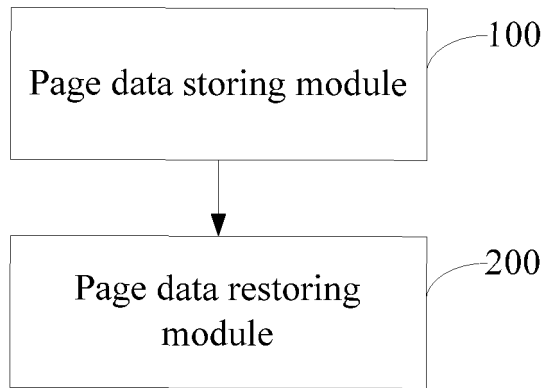 100
Page data storing module
200
Page data restoring
module